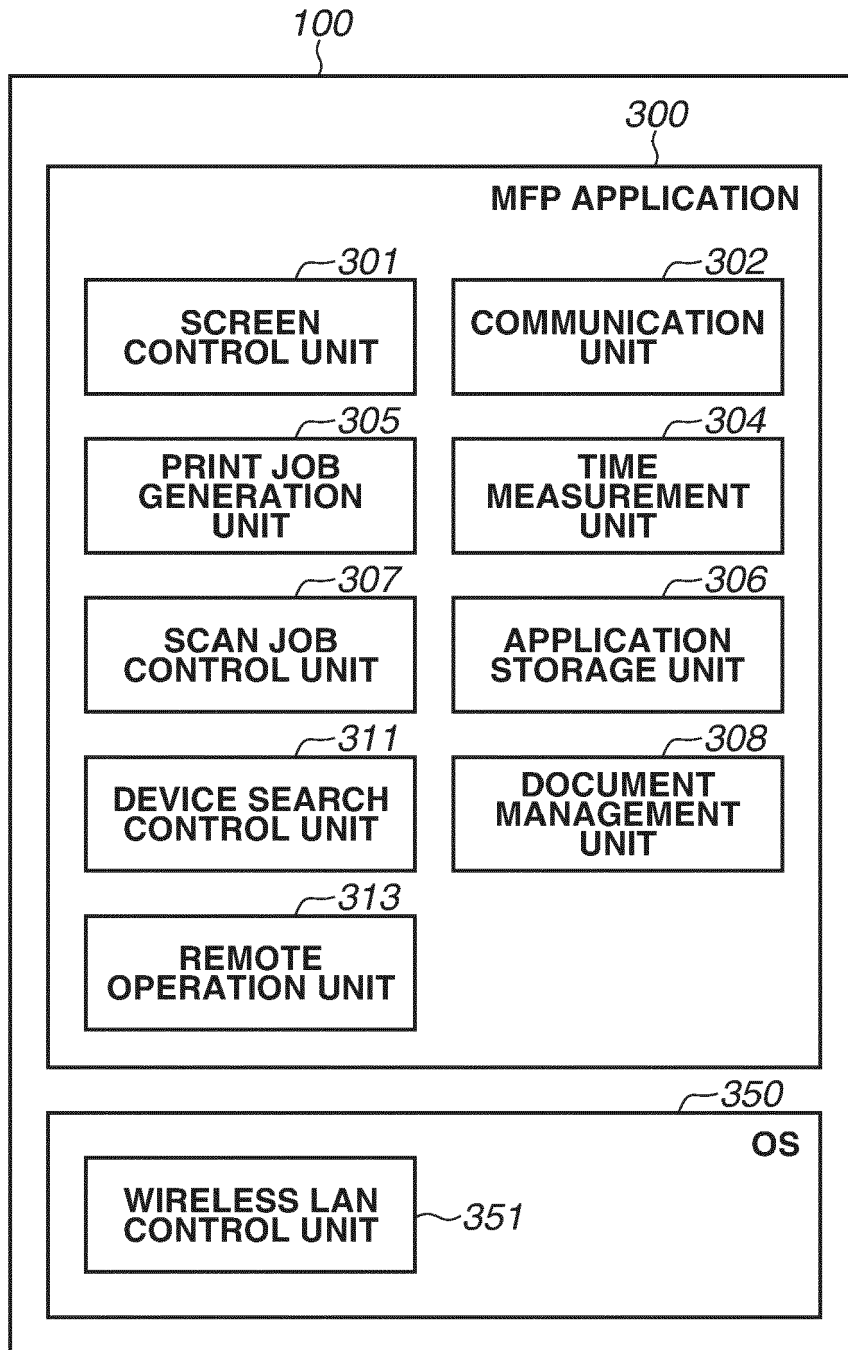 100
300
MFP APPLICATION
301
SCREEN
CONTROL UNIT
302
COMMUNICATION
UNIT
305
PRINT JOB
GENERATION
UNIT
304
TIME
MEASUREMENT
UNIT
307
SCAN JOB
CONTROL UNIT
306
APPLICATION
STORAGE UNIT
311
DEVICE SEARCH
CONTROL UNIT
308
DOCUMENT
MANAGEMENT
UNIT
313
REMOTE
OPERATION UNIT
350
OS
WIRELESS LAN
CONTROL UNIT
351